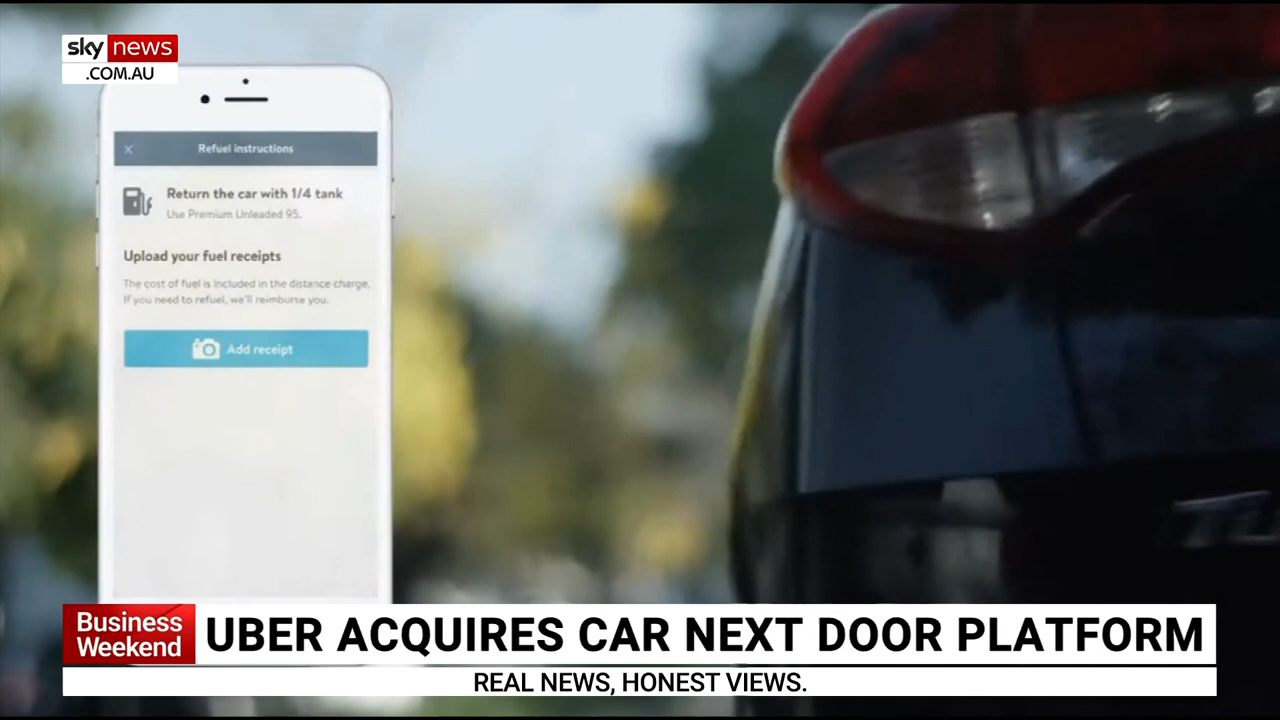 sky news
.COM.AU
Refuel instructions
Return the car with 1/4 tank
Use Premium Unleaded 95.
Upload your fuel receipts
The cost of fuel is included in the distance charge.
If you need to refuel, we'll reimburse you.
Add receipt
Business
Weekend
UBER ACQUIRES CAR NEXT DOOR PLATFORM
REAL NEWS, HONEST VIEWS.